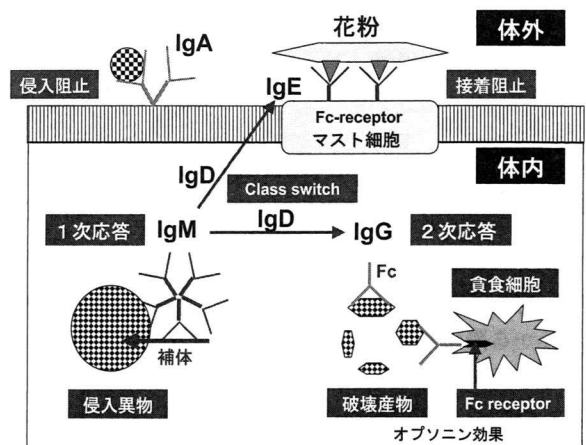 花粉
体外
IgA
侵入阻止
IgE
接着阻止
Fc-receptor
マスト細胞
体内
IgD
Class switch
1次応答
IgM
IgD
IgG
2次応答
Fc
貪食細胞
補体
侵入異物
破壊産物
Fc receptor
オプソニン効果